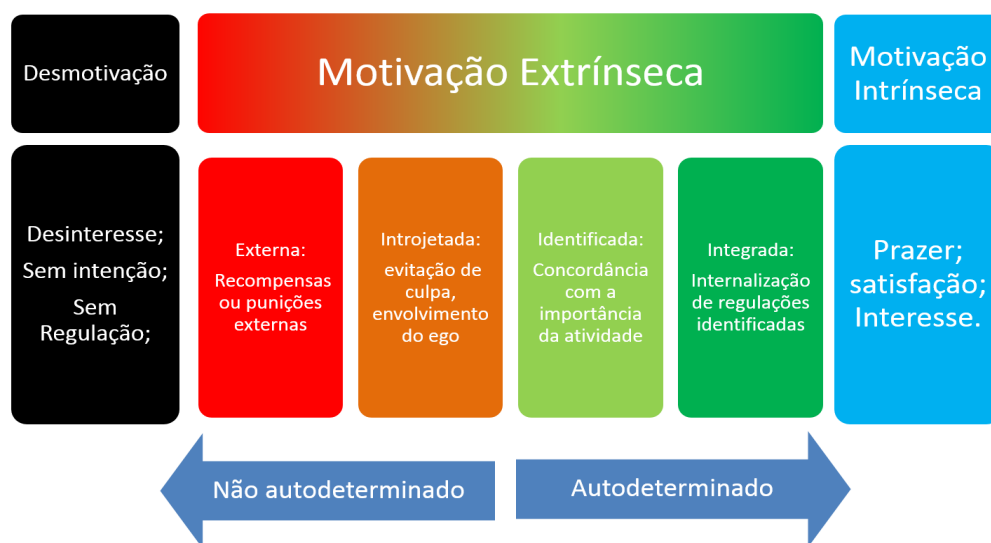 Desmotivação
Motivação Extrínseca
Motivação
Intrínseca
Desinteresse;
Sem intenção;
Sem
Regulação;
Externa:
Recompensas
ou punições
externas
Introjetada:
evitação de
culpa,
envolvimento
do ego
Identificada:
Concordância
com a
importância
da atividade
Integrada:
Internalização
de regulações
identificadas
Prazer;
satisfação;
Interesse.
Não autodeterminado
Autodeterminado